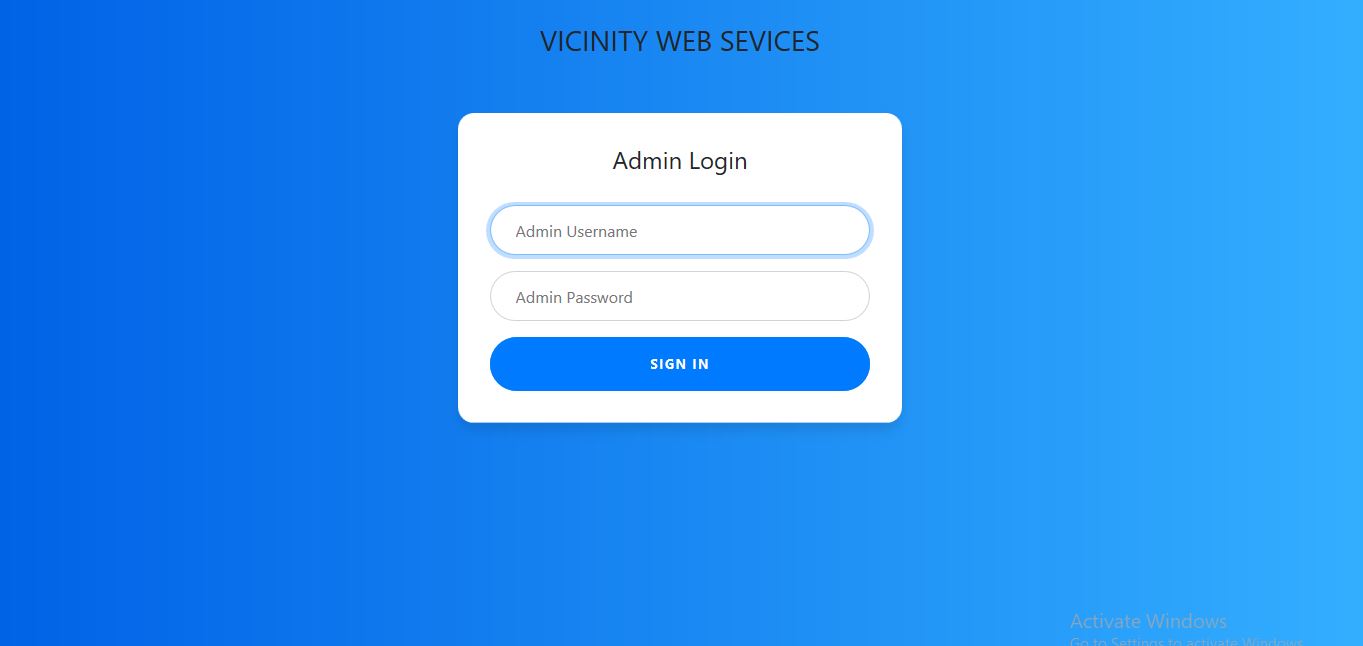 VICINITY WEB SEVICES
Admin Login
Admin Username
Admin Password
SIGN IN
Activate Windows
Go to Settings to activate Windows.